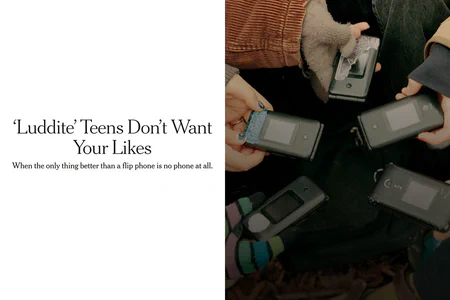 ‘Luddite’ Teens Don’t Want
Your Likes
When the only thing better than a flip phone is no phone at all.